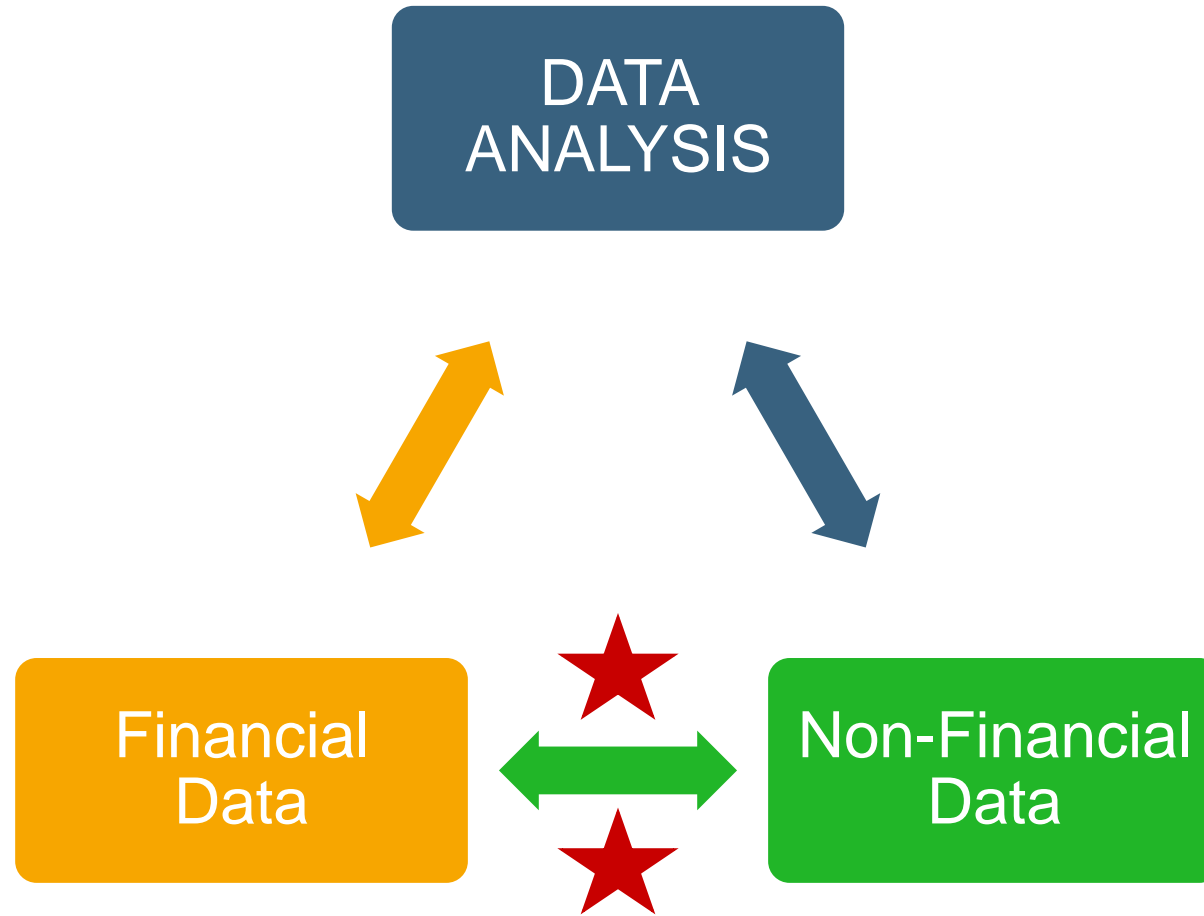 DATA
ANALYSIS
Financial
Data
Non-Financial
Data